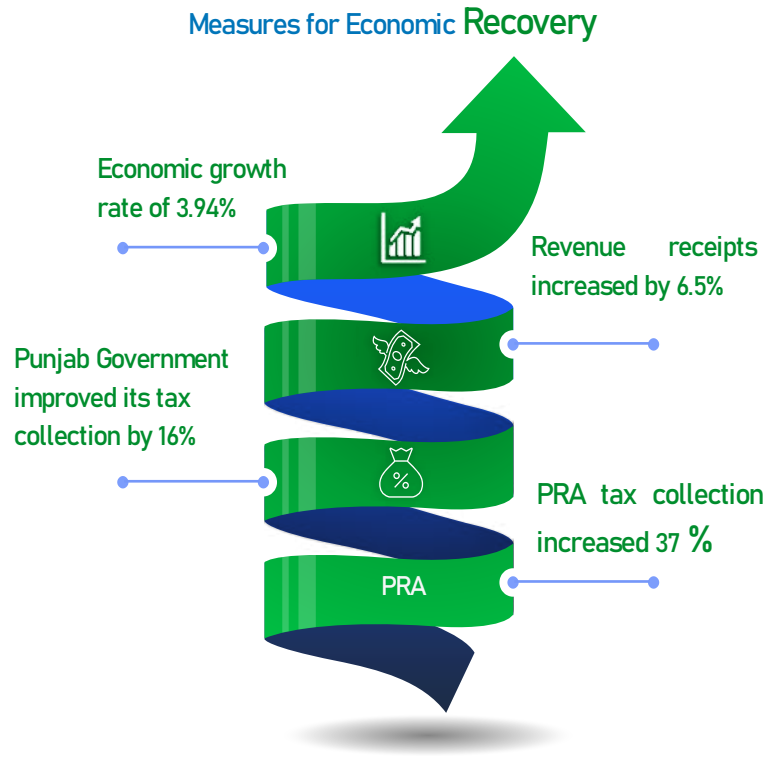 Measures for Economic Recovery
Economic growth
rate of 3.94%
Revenue receipts
increased by 6.5%
Punjab Government
improved its tax
collection by 16%
PRA tax collection
increased 37 %
PRA